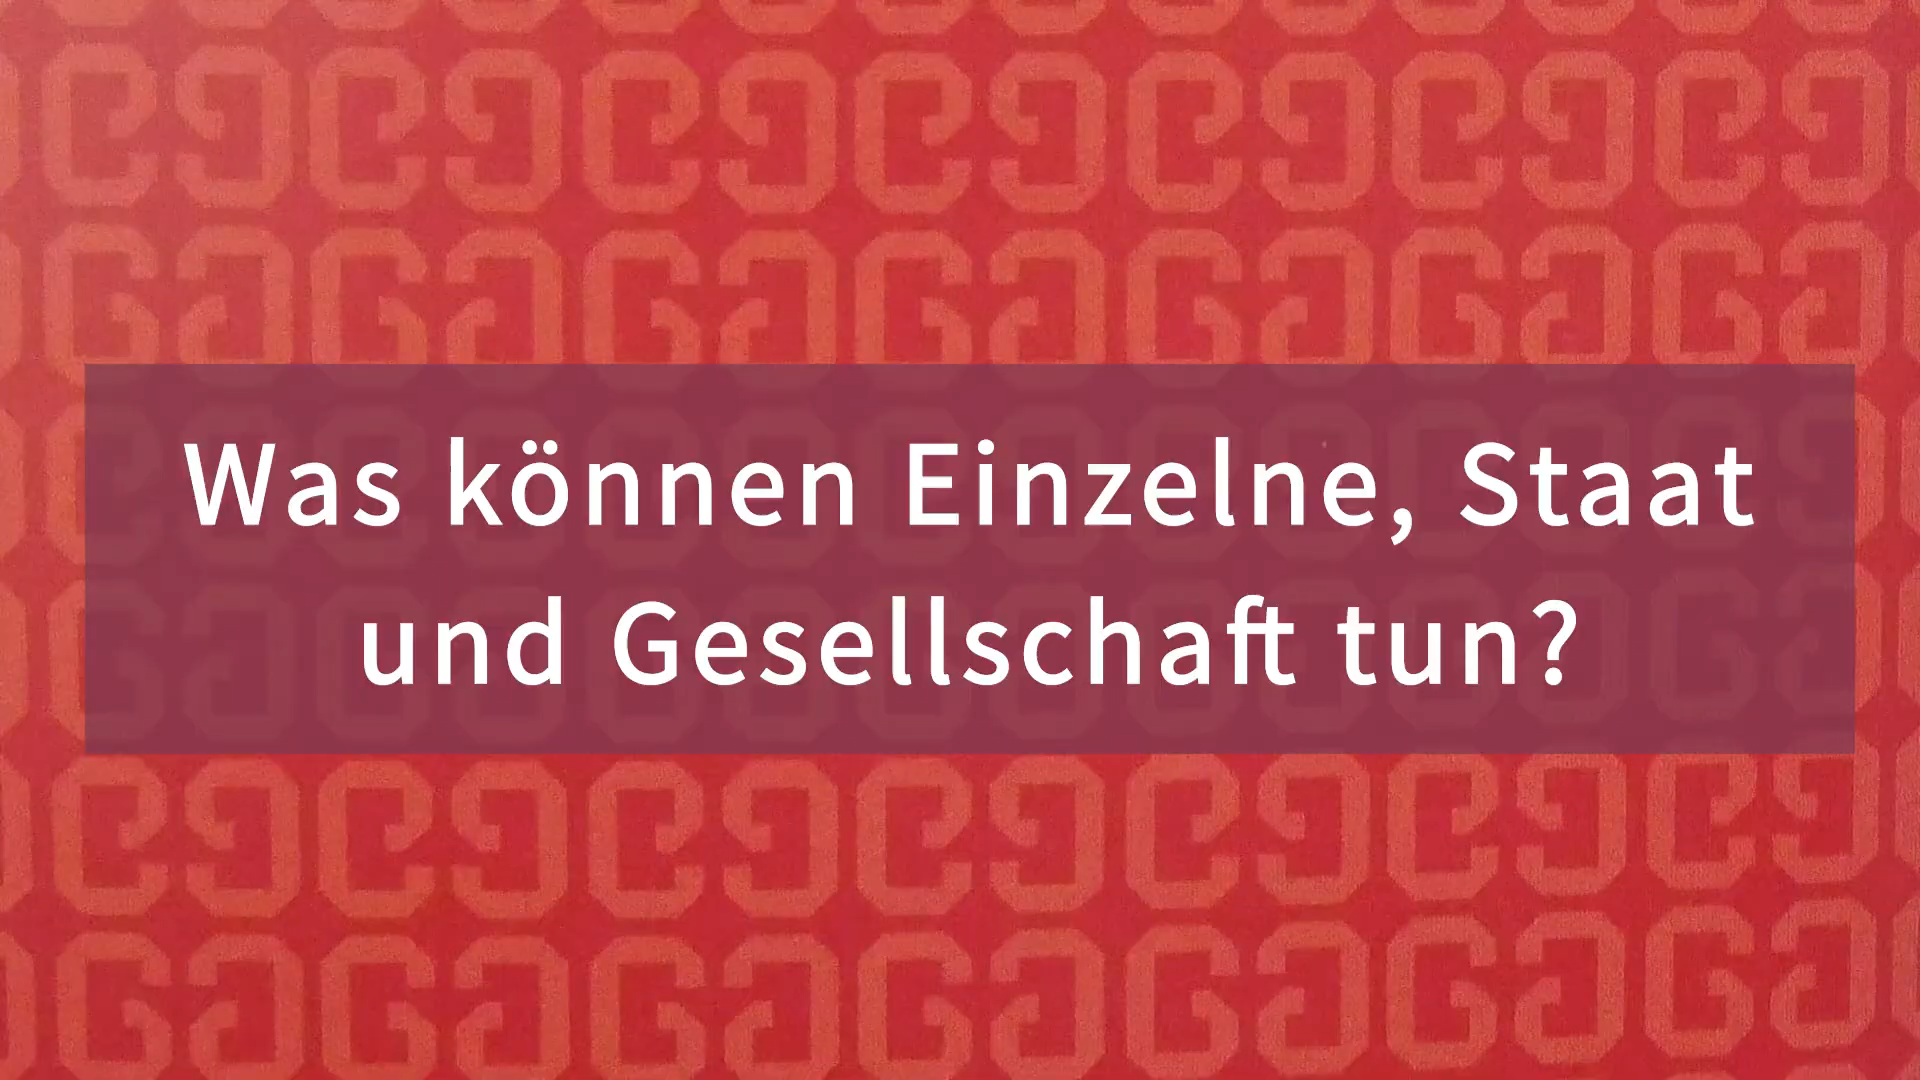 Was können Einzelne, Staat
und Gesellschaft tun?